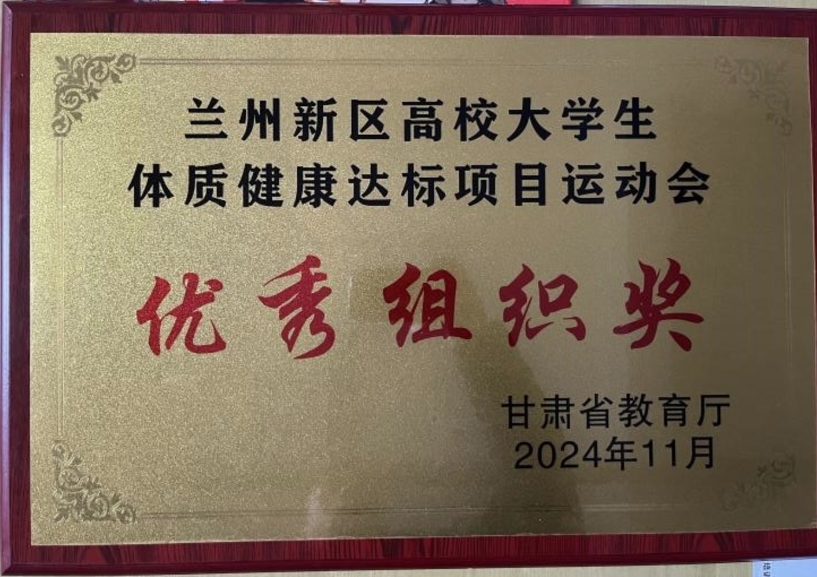 兰州新区高校大学生
体质健康达标项目运动会
优秀组织奖
甘肃省教育厅
2024年11月